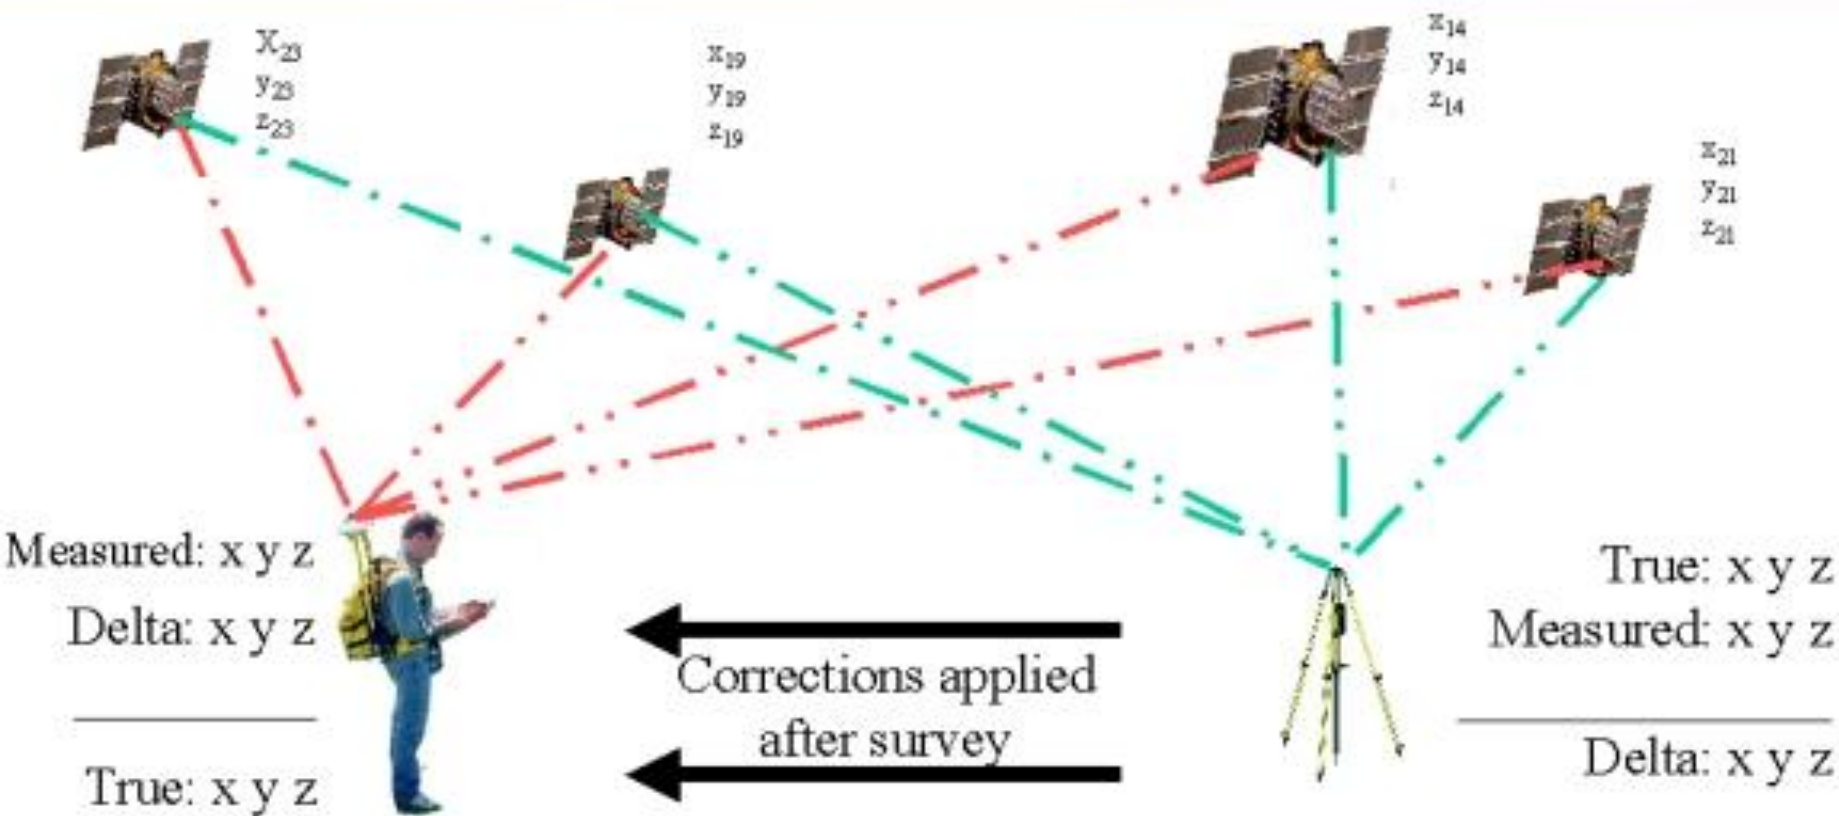 X23
y23
z23
x19
y19
z19
x14
y14
z14
x21
y21
z21
Measured: x y z
Delta: x y z
True: x y z
Corrections applied
after survey
True: x y z
Measured: x y z
Delta: x y z